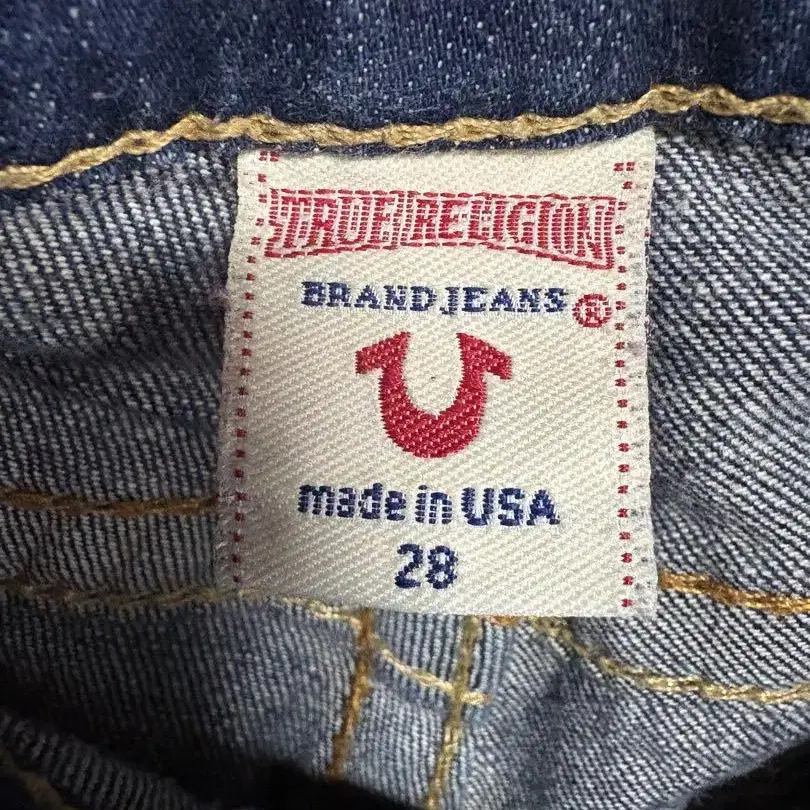 TRUE RELIGION
BRAND JEANS ®
made in USA
28